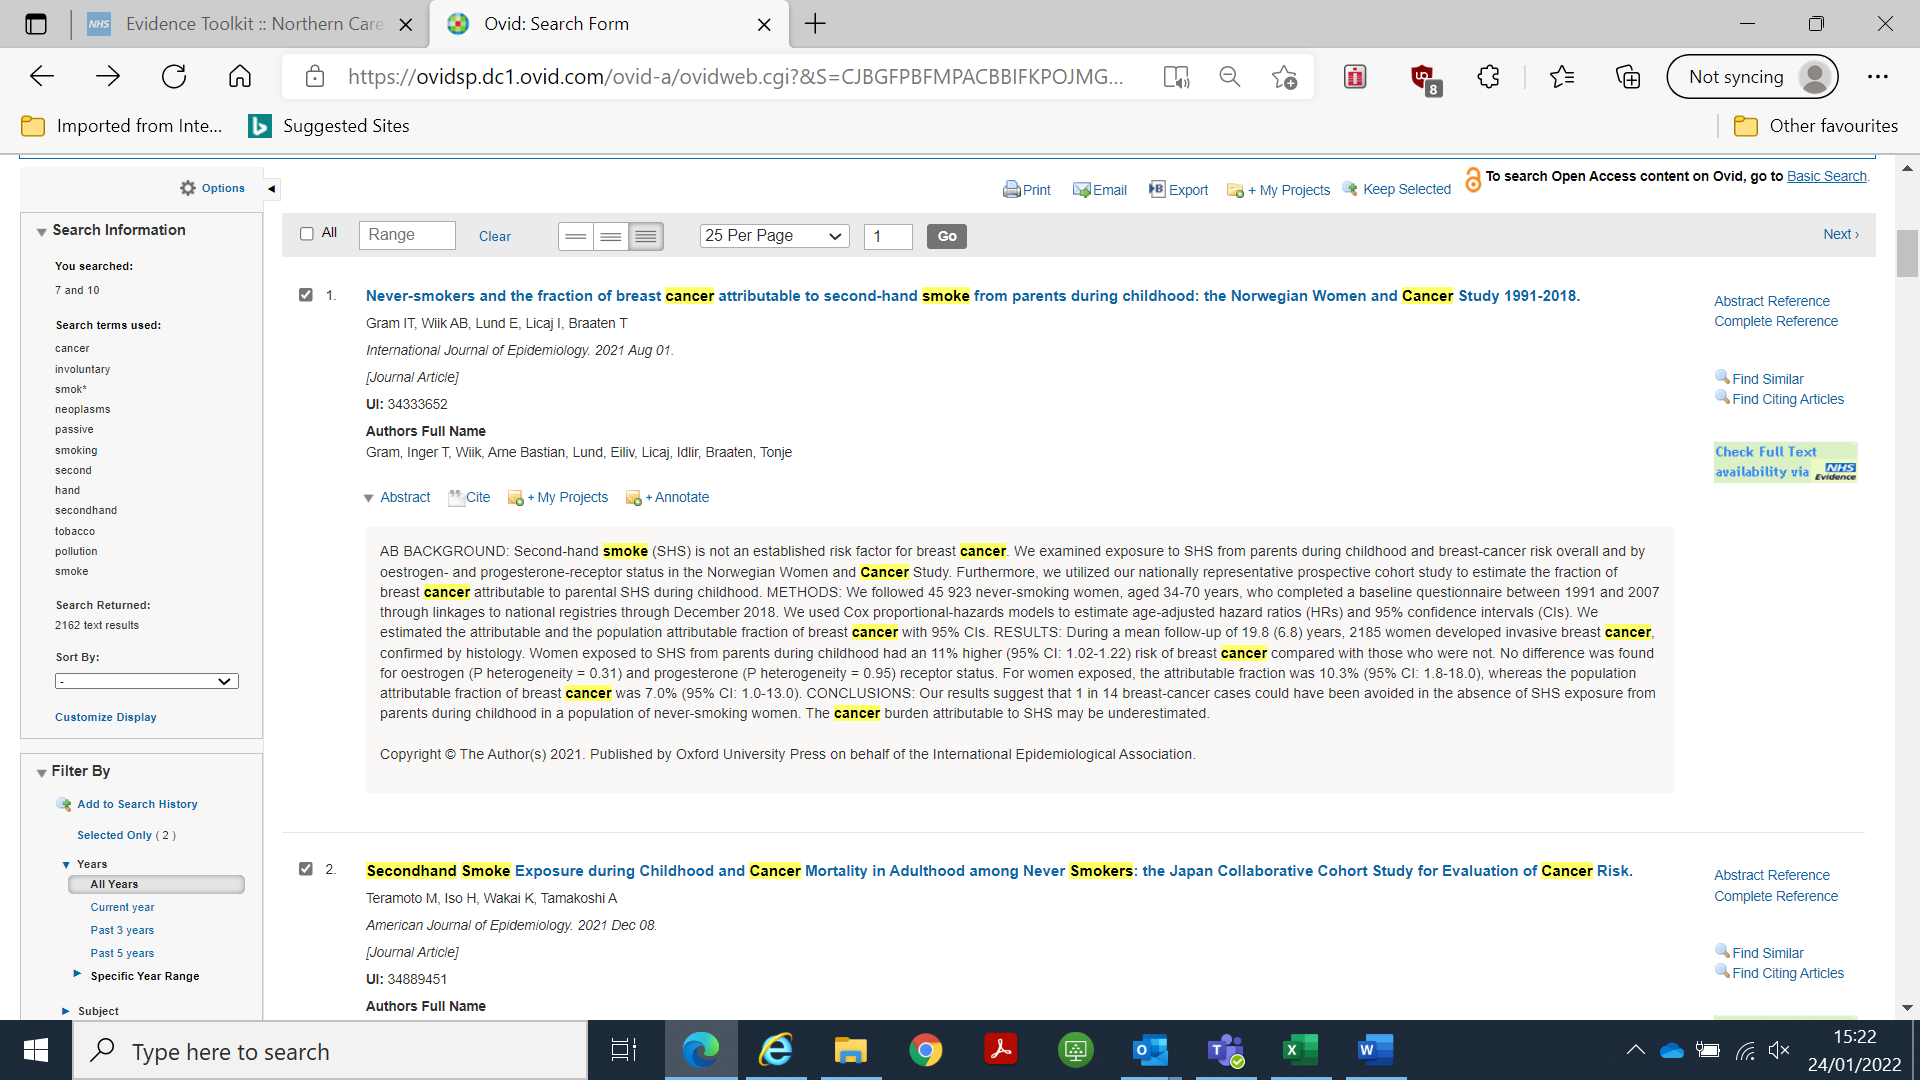 NHS Evidence Toolkit :: Northern Care
Ovid: Search Form
https://ovidsp.dc1.ovid.com/ovid-a/ovidweb.cgi?&S=CJBGFPBFMPACBBIFKPOJMG...
8
Not syncing
Imported from Inte...
Suggested Sites
Other favourites
Options
Print
Email
Export
+ My Projects
Keep Selected
To search Open Access content on Ovid, go to Basic Search.
All
Range
Clear
25 Per Page
1
Go
Next ›
Search Information
You searched:
7 and 10
Search terms used:
cancer
involuntary
smok*
neoplasms
passive
smoking
second
hand
secondhand
tobacco
pollution
smoke
Search Returned:
2162 text results
Sort By:
-
Customize Display
Filter By
Add to Search History
Selected Only ( 2 )
Years
All Years
Current year
Past 3 years
Past 5 years
Specific Year Range
Subject
1. Never-smokers and the fraction of breast cancer attributable to second-hand smoke from parents during childhood: the Norwegian Women and Cancer Study 1991-2018.
Gram IT, Wiik AB, Lund E, Licaj I, Braaten T
International Journal of Epidemiology. 2021 Aug 01.
[Journal Article]
UI: 34333652
Authors Full Name
Gram, Inger T, Wiik, Arne Bastian, Lund, Eiliv, Licaj, Idlir, Braaten, Tonje
Abstract
Cite
+ My Projects
+ Annotate
AB BACKGROUND: Second-hand smoke (SHS) is not an established risk factor for breast cancer. We examined exposure to SHS from parents during childhood and breast-cancer risk overall and by
oestrogen- and progesterone-receptor status in the Norwegian Women and Cancer Study. Furthermore, we utilized our nationally representative prospective cohort study to estimate the fraction of
breast cancer attributable to parental SHS during childhood. METHODS: We followed 45 923 never-smoking women, aged 34-70 years, who completed a baseline questionnaire between 1991 and 2007
through linkages to national registries through December 2018. We used Cox proportional-hazards models to estimate age-adjusted hazard ratios (HRs) and 95% confidence intervals (CIs). We
estimated the attributable and the population attributable fraction of breast cancer with 95% CIs. RESULTS: During a mean follow-up of 19.8 (6.8) years, 2185 women developed invasive breast cancer,
confirmed by histology. Women exposed to SHS from parents during childhood had an 11% higher (95% CI: 1.02-1.22) risk of breast cancer compared with those who were not. No difference was found
for oestrogen (P heterogeneity = 0.31) and progesterone (P heterogeneity = 0.95) receptor status. For women exposed, the attributable fraction was 10.3% (95% CI: 1.8-18.0), whereas the population
attributable fraction of breast cancer was 7.0% (95% CI: 1.0-13.0). CONCLUSIONS: Our results suggest that 1 in 14 breast-cancer cases could have been avoided in the absence of SHS exposure from
parents during childhood in a population of never-smoking women. The cancer burden attributable to SHS may be underestimated.
Copyright © The Author(s) 2021. Published by Oxford University Press on behalf of the International Epidemiological Association.
Abstract Reference
Complete Reference
Find Similar
Find Citing Articles
Check Full Text
availability via NHS Evidence
2. Secondhand Smoke Exposure during Childhood and Cancer Mortality in Adulthood among Never Smokers: the Japan Collaborative Cohort Study for Evaluation of Cancer Risk.
Teramoto M, Iso H, Wakai K, Tamakoshi A
American Journal of Epidemiology. 2021 Dec 08.
[Journal Article]
UI: 34889451
Authors Full Name
Abstract Reference
Complete Reference
Find Similar
Find Citing Articles
Type here to search
15:22
24/01/2022